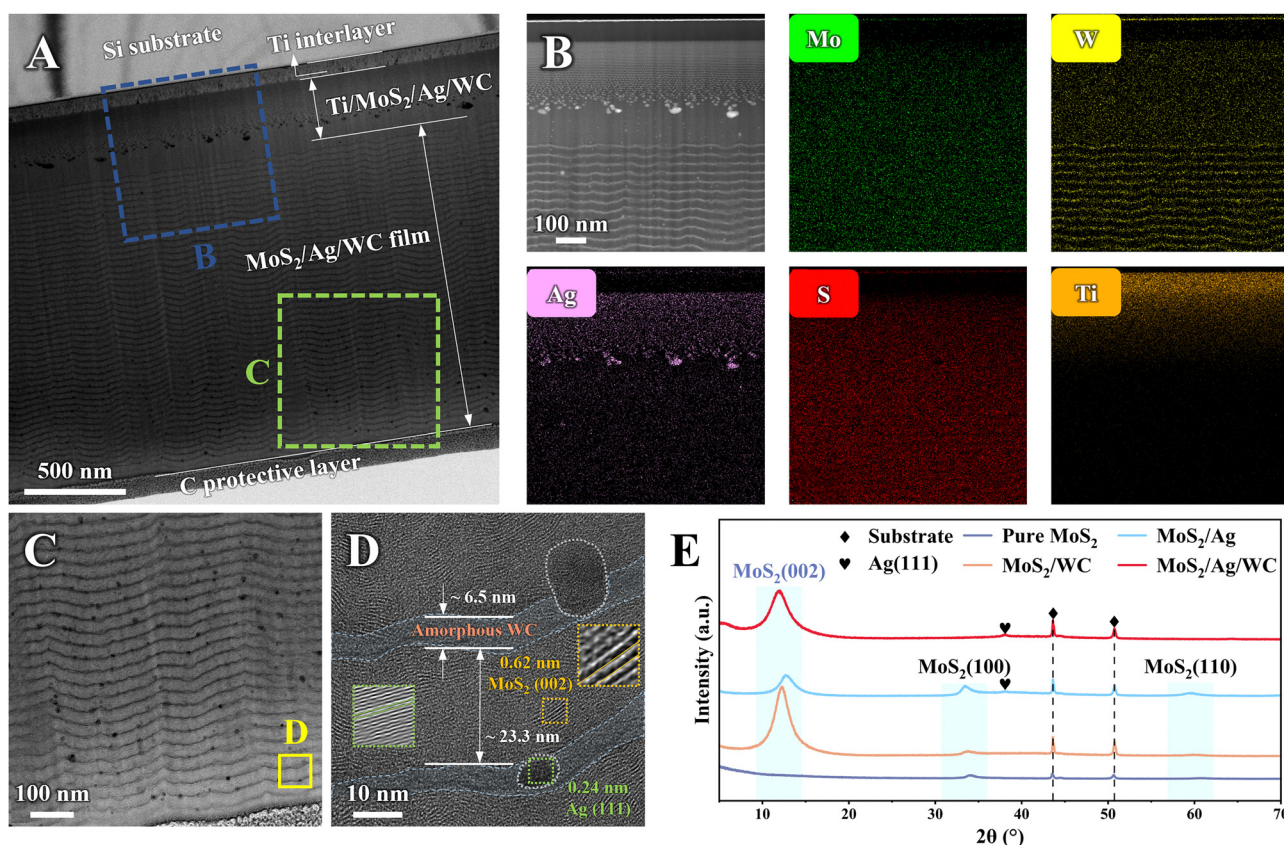 A
Si substrate
Ti interlayer
Ti/MoS₂/Ag/WC
B
MoS₂/Ag/WC film
C
500 nm
C protective layer
B
100 nm
Mo
W
Ag
S
Ti
C
D
100 nm
D
~ 6.5 nm
Amorphous WC
0.62 nm
MoS₂ (002)
~ 23.3 nm
0.24 nm
Ag (111)
10 nm
E
♦ Substrate
Pure MoS₂
MoS₂/Ag
♥ Ag(111)
MoS₂/WC
MoS₂/Ag/WC
MoS₂(002)
MoS₂(100)
MoS₂(110)
Intensity (a.u.)
10 20 30 40 50 60 70
2θ (°)